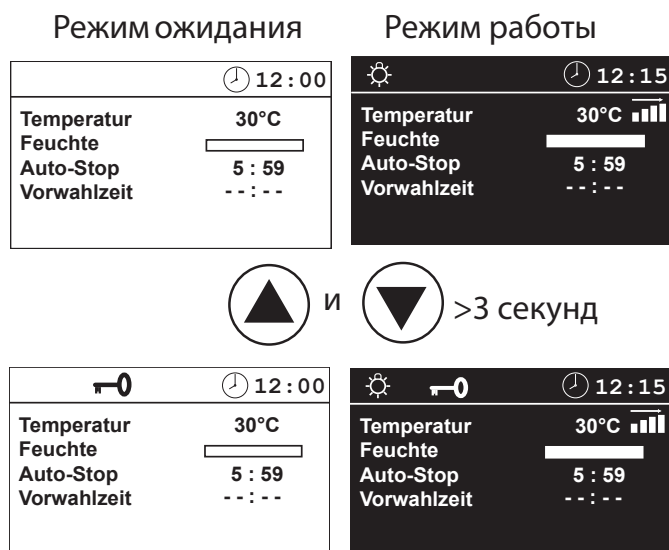 Режим ожидания
Режим работы
12:00
Temperatur 30°C
Feuchte
Auto-Stop 5 : 59
Vorwahlzeit - - : - -
12:15
Temperatur 30°C
Feuchte
Auto-Stop 5 : 59
Vorwahlzeit - - : - -
и >3 секунд
12:00
Temperatur 30°C
Feuchte
Auto-Stop 5 : 59
Vorwahlzeit - - : - -
12:15
Temperatur 30°C
Feuchte
Auto-Stop 5 : 59
Vorwahlzeit - - : - -